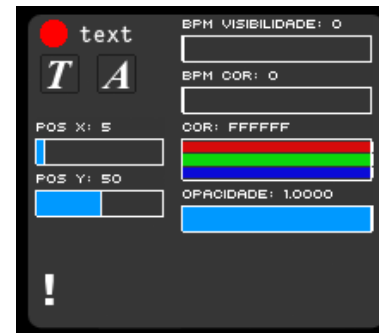 text
T A
POS X: 5
POS Y: 50
!
BPM VISIBILIDADE: 0
BPM COR: 0
COR: FFFFFF
OPACIDADE: 1.0000